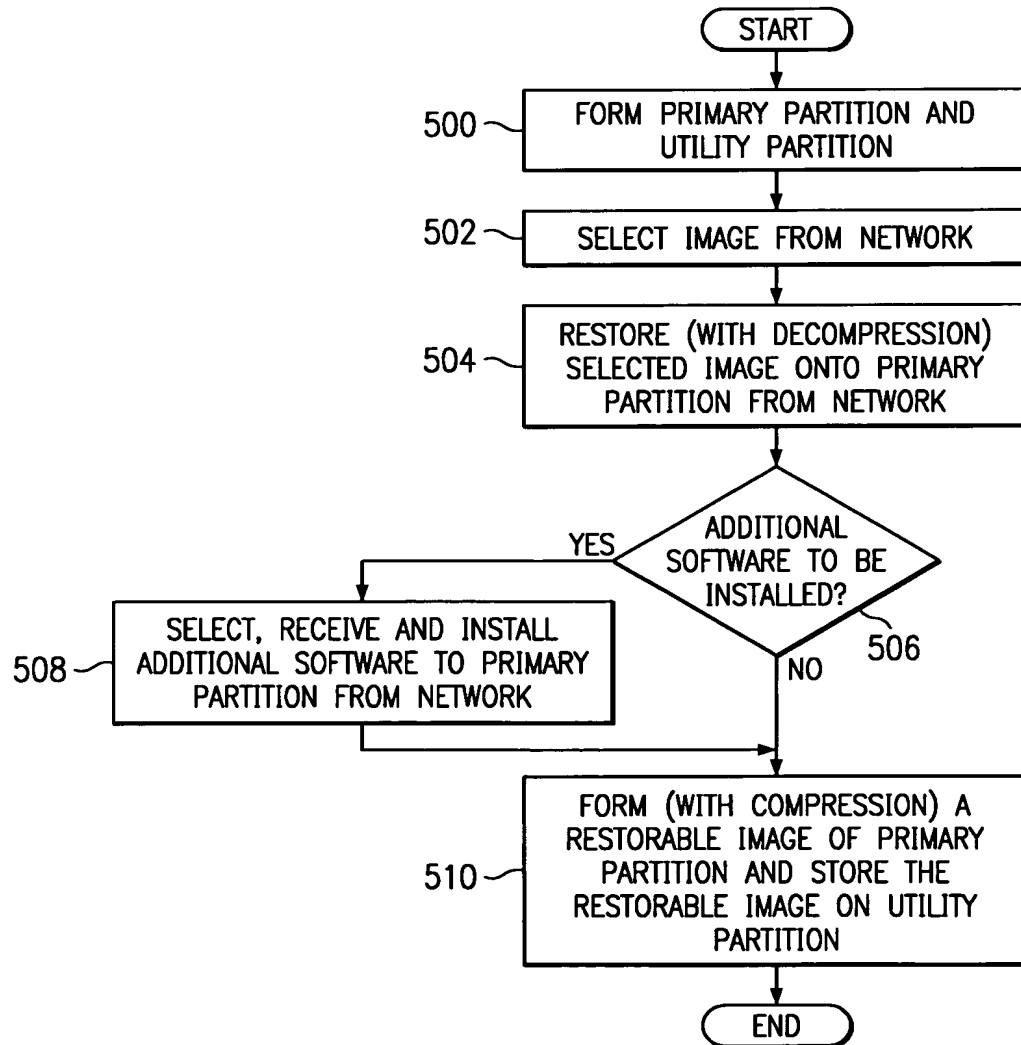 START
500
FORM PRIMARY PARTITION AND
UTILITY PARTITION
502
SELECT IMAGE FROM NETWORK
504
RESTORE (WITH DECOMPRESSION)
SELECTED IMAGE ONTO PRIMARY
PARTITION FROM NETWORK
ADDITIONAL
SOFTWARE TO BE
INSTALLED?
506
YES
NO
508
SELECT, RECEIVE AND INSTALL
ADDITIONAL SOFTWARE TO PRIMARY
PARTITION FROM NETWORK
510
FORM (WITH COMPRESSION) A
RESTORABLE IMAGE OF PRIMARY
PARTITION AND STORE THE
RESTORABLE IMAGE ON UTILITY
PARTITION
END